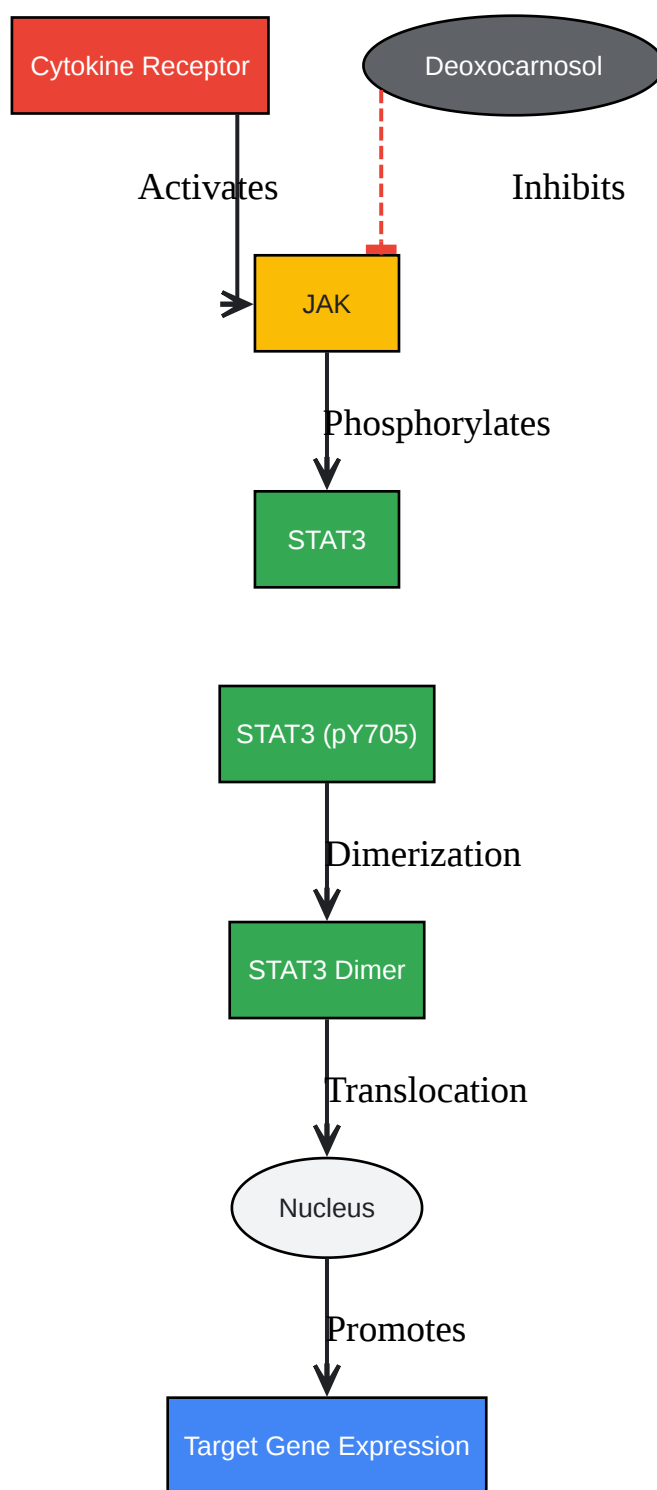 Cytokine Receptor
Deoxocarnosol
Activates
Inhibits
JAK
Phosphorylates
STAT3
STAT3 (pY705)
Dimerization
STAT3 Dimer
Translocation
Nucleus
Promotes
Target Gene Expression